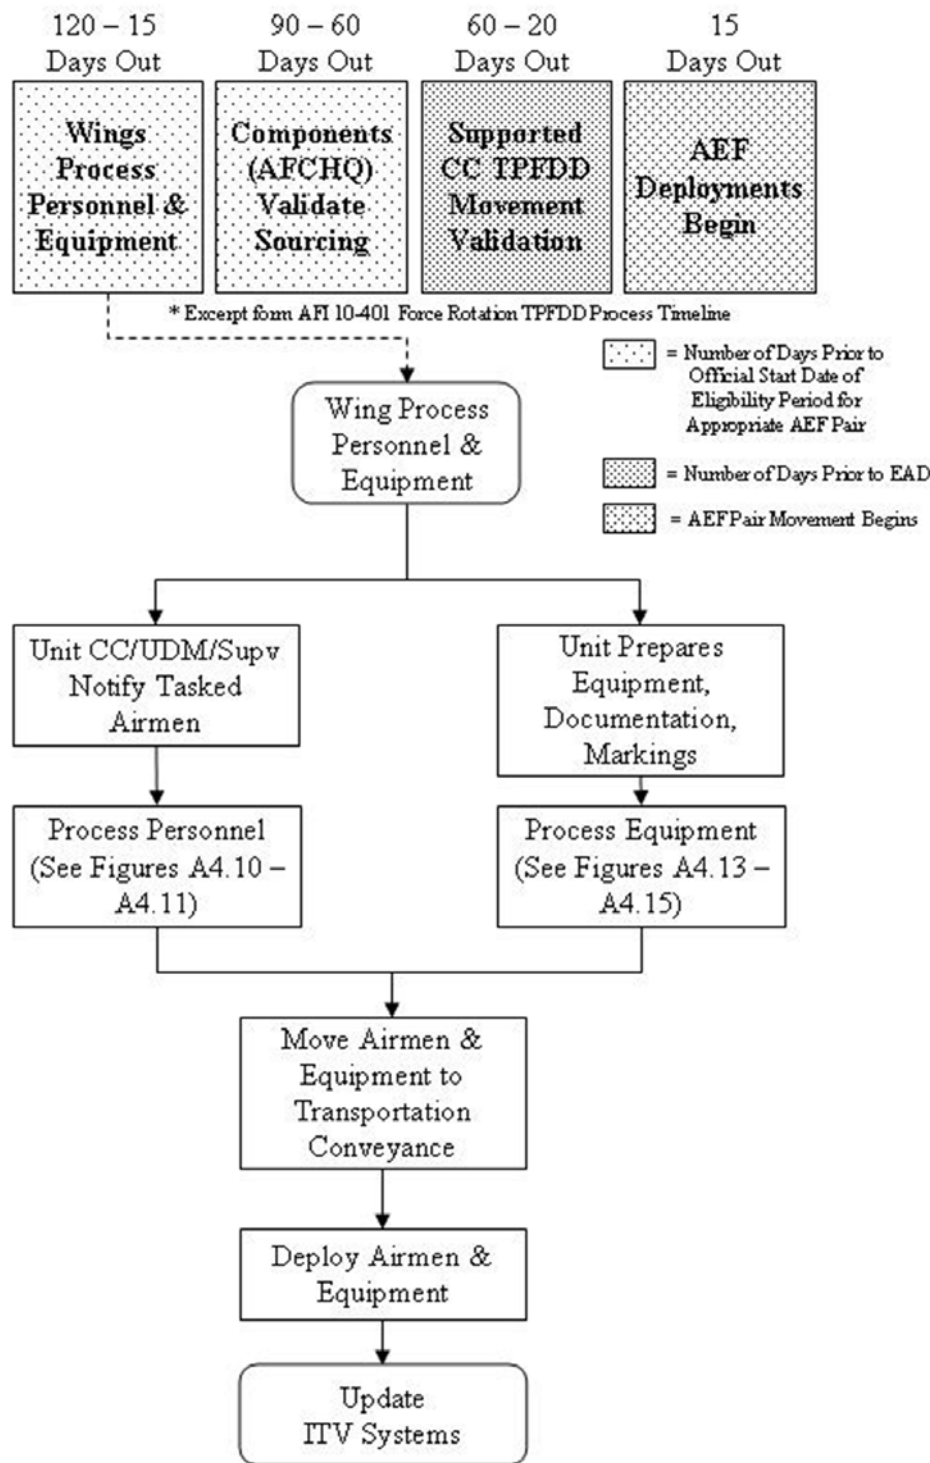 120 – 15
Days Out
90 – 60
Days Out
60 – 20
Days Out
15
Days Out
Wings
Process
Personnel &
Equipment
Components
(AFCHQ)
Validate
Sourcing
Supported
CC TPFDD
Movement
Validation
AEF
Deployments
Begin
* Excerpt form AFI 10-401 Force Rotation TPFDD Process Timeline
= Number of Days Prior to
Official Start Date of
Eligibility Period for
Appropriate AEF Pair
= Number of Days Prior to EAD
= AEF Pair Movement Begins
Wing Process
Personnel &
Equipment
Unit CC/UDM/Supv
Notify Tasked
Airmen
Unit Prepares
Equipment,
Documentation,
Markings
Process Personnel
(See Figures A4.10 –
A4.11)
Process Equipment
(See Figures A4.13 –
A4.15)
Move Airmen &
Equipment to
Transportation
Conveyance
Deploy Airmen &
Equipment
Update
ITV Systems